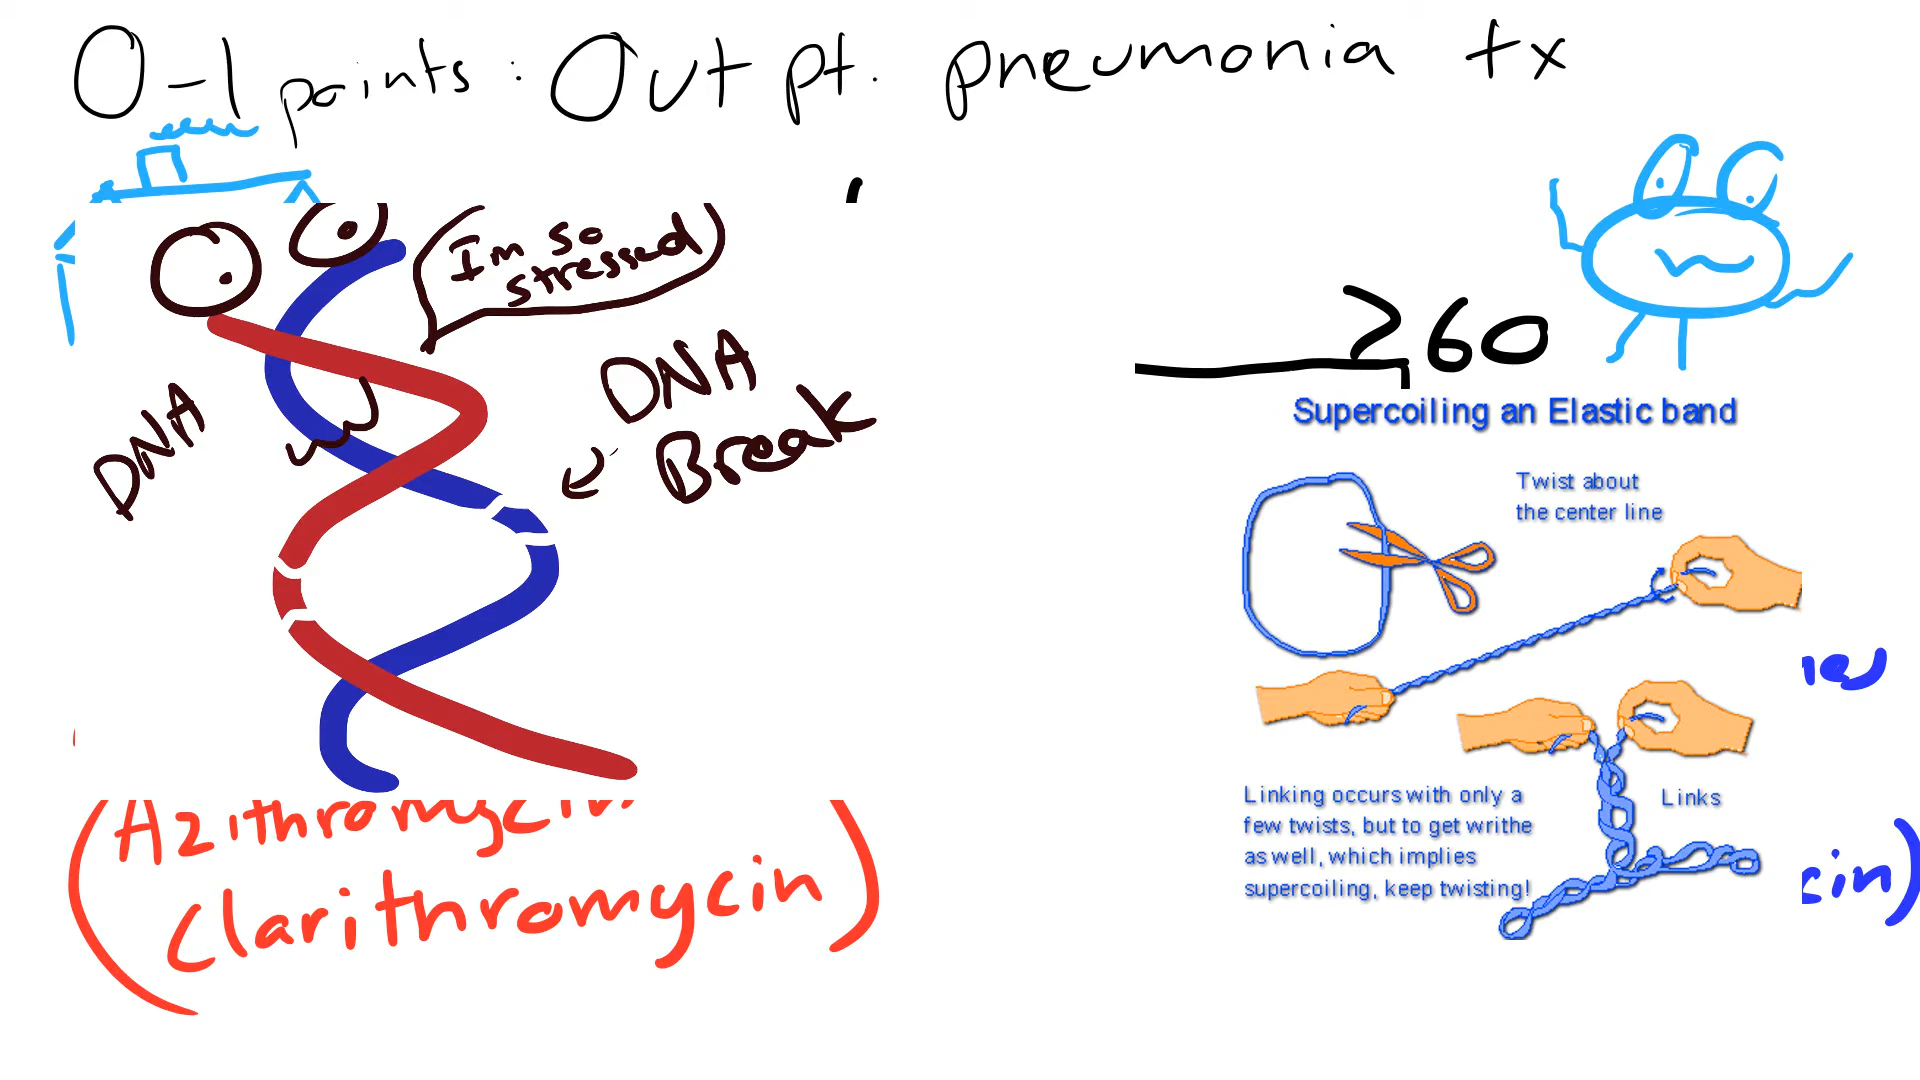 0-1 points: Out pt. pneumonia tx
I'm so
stressed
DNA
DNA
Break
≥60
Supercoiling an Elastic band
Twist about
the center line
Linking occurs with only a
few twists, but to get writhe
as well, which implies
supercoiling, keep twisting!
Links
(Azithromycin
Clarithromycin)
cin)